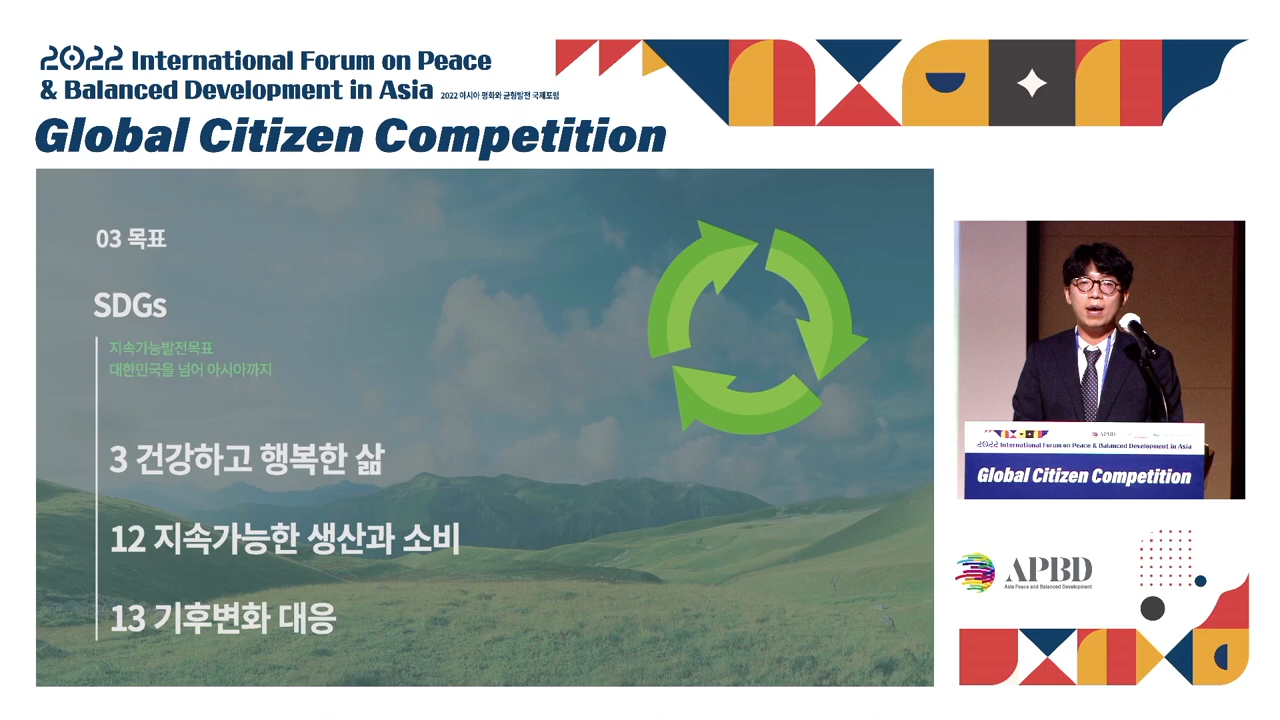 2022 International Forum on Peace
& Balanced Development in Asia 2022 아시아 평화와 균형발전 국제포럼
Global Citizen Competition
03 목표
SDGs
지속가능발전목표
대한민국을 넘어 아시아까지
3 건강하고 행복한 삶
12 지속가능한 생산과 소비
13 기후변화 대응
APBD
2022 International Forum on Peace & Balanced Development in Asia
Global Citizen Competition
APBD
Asia Peace and Balanced Development